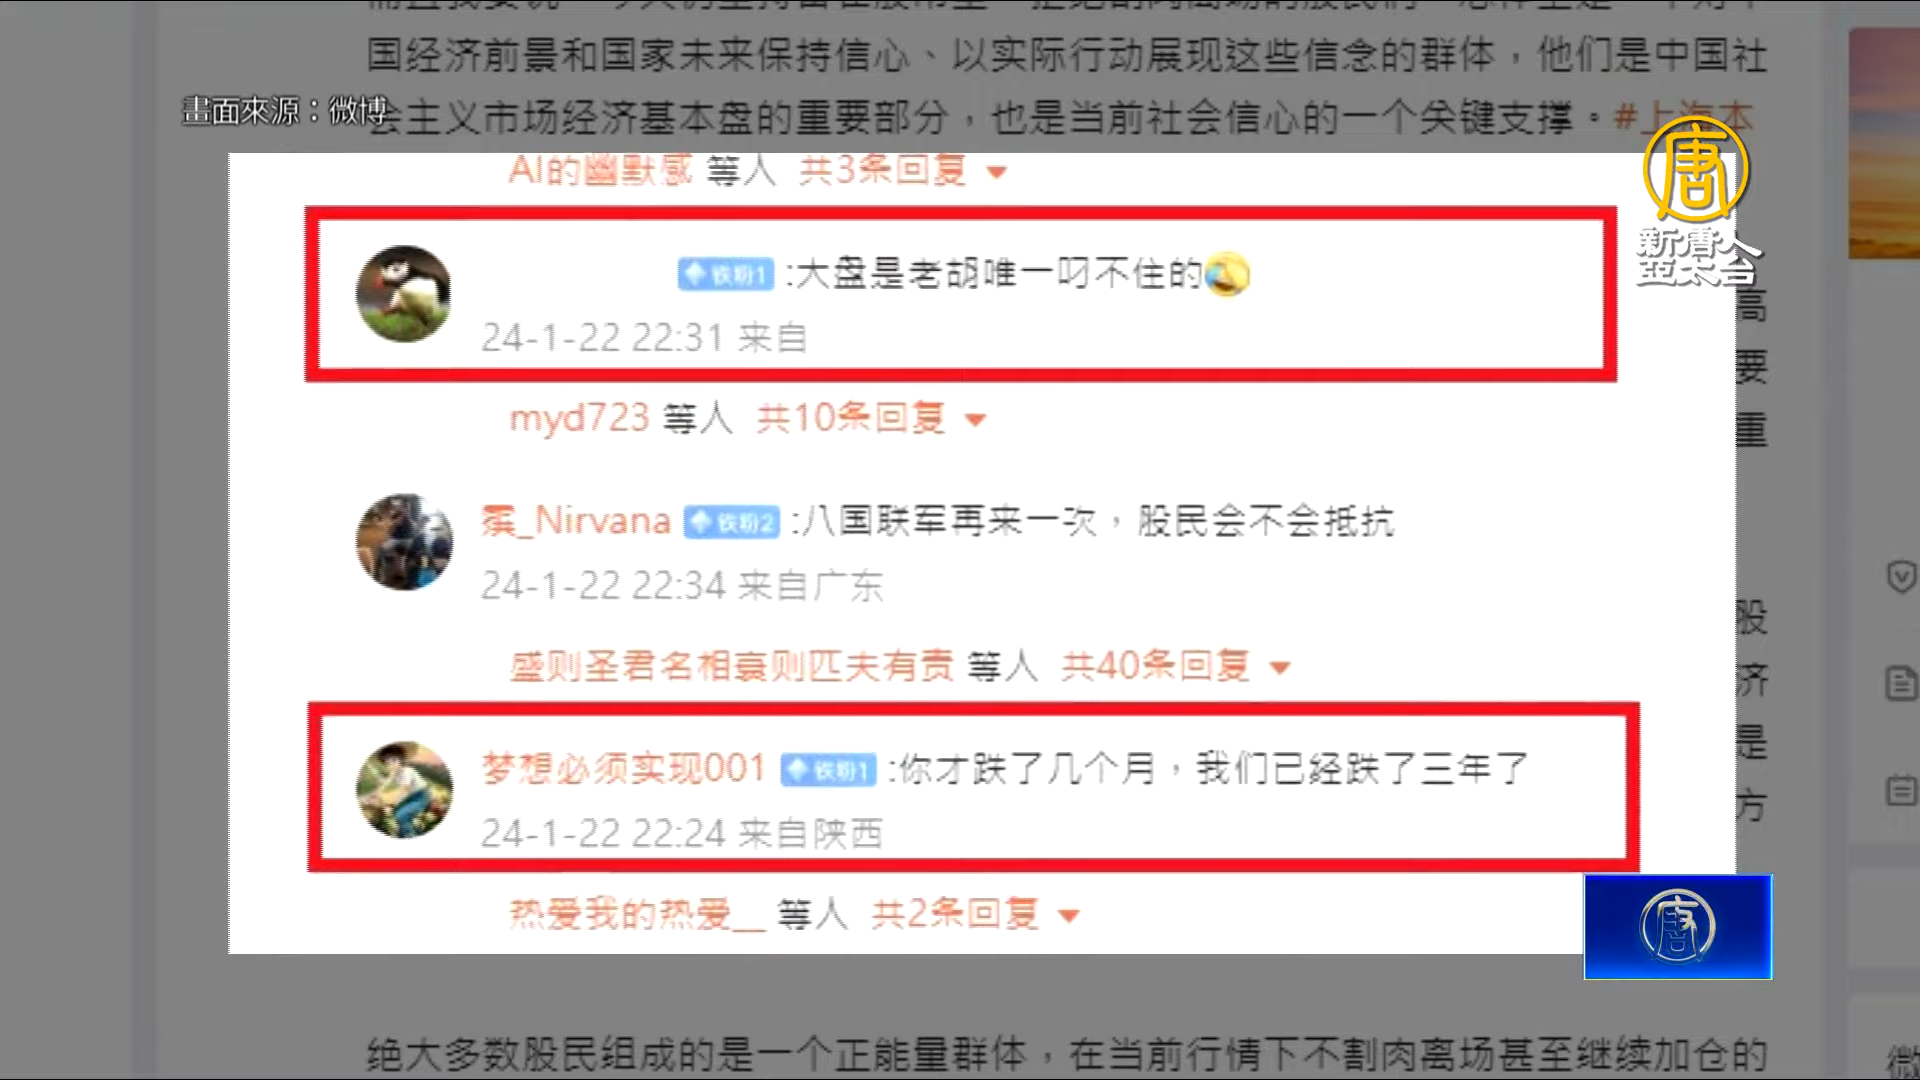 国经济前景和国家未来保持信心、以实际行动展现这些信念的群体，他们是中国社
畫面來源：微博
会主义市场经济基本盘的重要部分，也是当前社会信心的一个关键支撑。#上海本
AI的幽默感 等人 共3条回复
唐
新唐人
亞太台
铁粉1 :大盘是老胡唯一叼不住的
24-1-22 22:31 来自
高
要
myd723 等人 共10条回复
重
_Nirvana 铁粉2 :八国联军再来一次，股民会不会抵抗
24-1-22 22:34 来自广东
股
盛则圣君名相衰则匹夫有责 等人 共40条回复
济
是
梦想必须实现001 铁粉1 :你才跌了几个月，我们已经跌了三年了
方
24-1-22 22:24 来自陕西
热爱我的热爱__ 等人 共2条回复
唐
绝大多数股民组成的是一个正能量群体，在当前行情下不割肉离场甚至继续加仓的
微